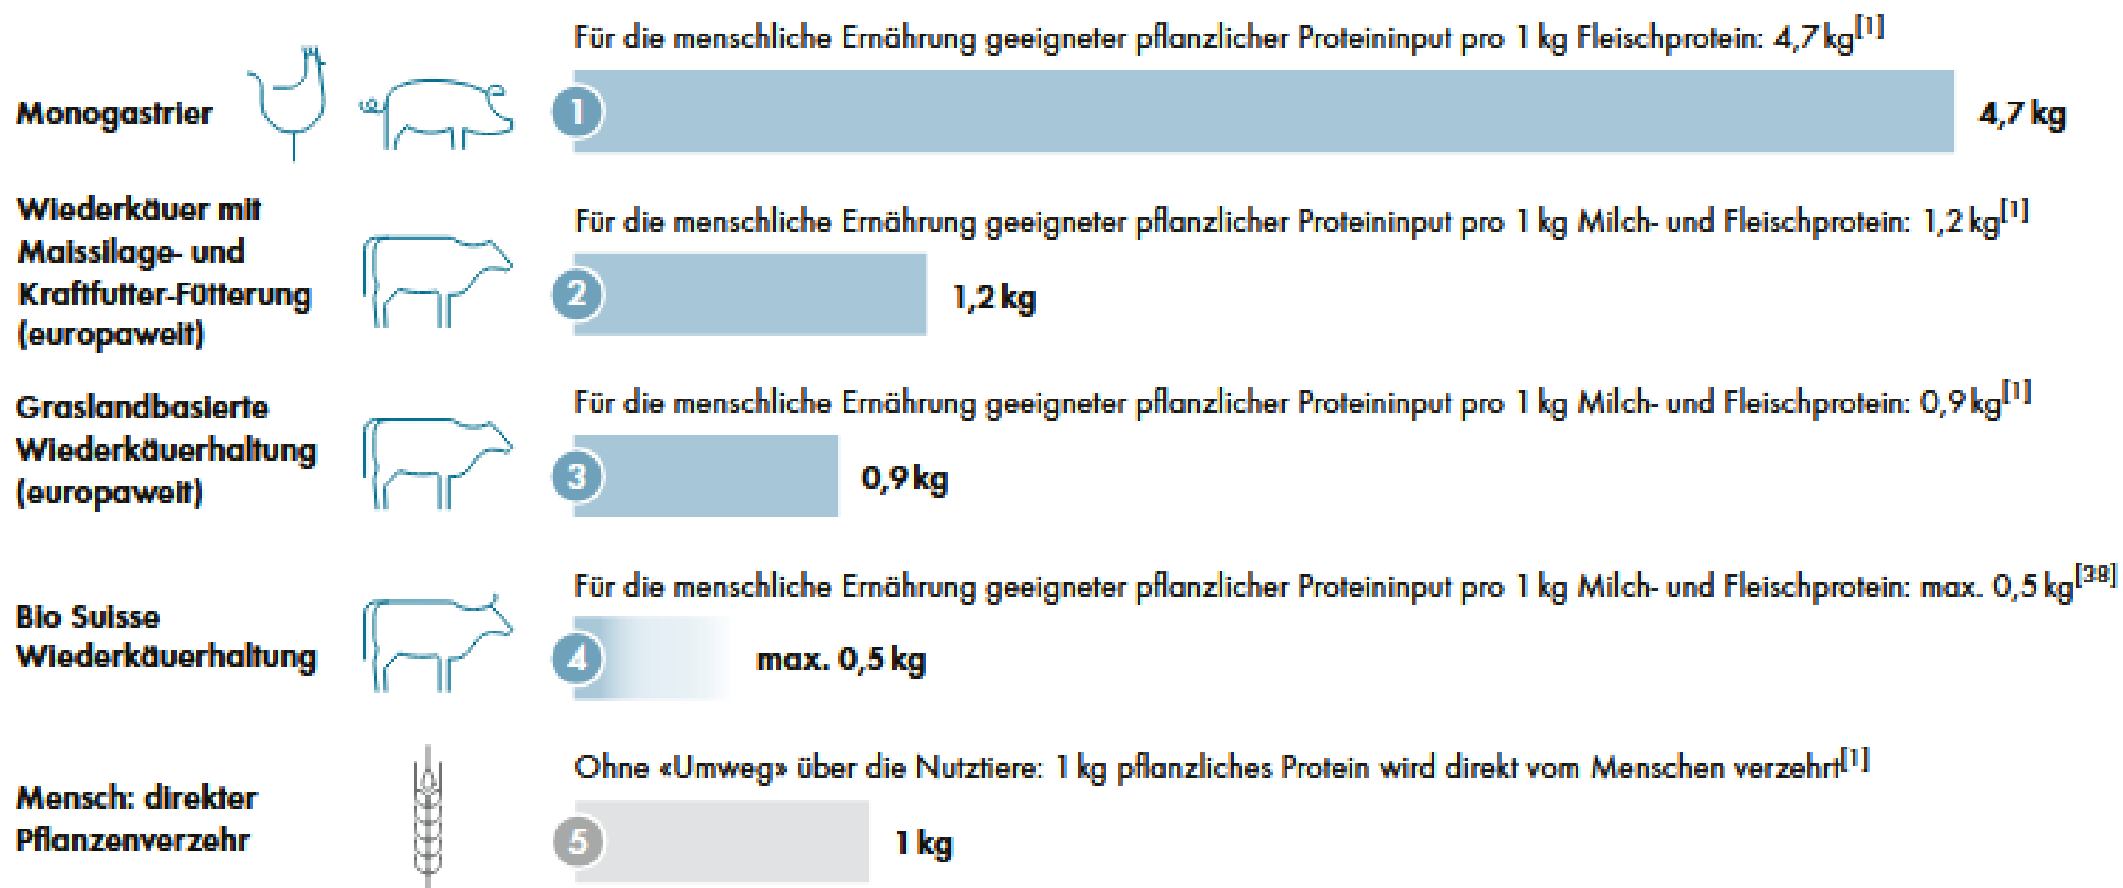 Für die menschliche Ernährung geeigneter pflanzlicher Proteininput pro 1 kg Fleischprotein: 4,7 kg[1]
Monogastrier
1
4,7 kg
Wiederkäuer mit
Maissilage- und
Kraftfutter-Fütterung
(europaweit)
Für die menschliche Ernährung geeigneter pflanzlicher Proteininput pro 1 kg Milch- und Fleischprotein: 1,2 kg[1]
2
1,2 kg
Graslandbasierte
Wiederkäuerhaltung
(europaweit)
Für die menschliche Ernährung geeigneter pflanzlicher Proteininput pro 1 kg Milch- und Fleischprotein: 0,9 kg[1]
3
0,9 kg
Bio Suisse
Wiederkäuerhaltung
Für die menschliche Ernährung geeigneter pflanzlicher Proteininput pro 1 kg Milch- und Fleischprotein: max. 0,5 kg[38]
4
max. 0,5 kg
Mensch: direkter
Pflanzenverzehr
Ohne «Umweg» über die Nutztiere: 1 kg pflanzliches Protein wird direkt vom Menschen verzehrt[1]
5
1 kg